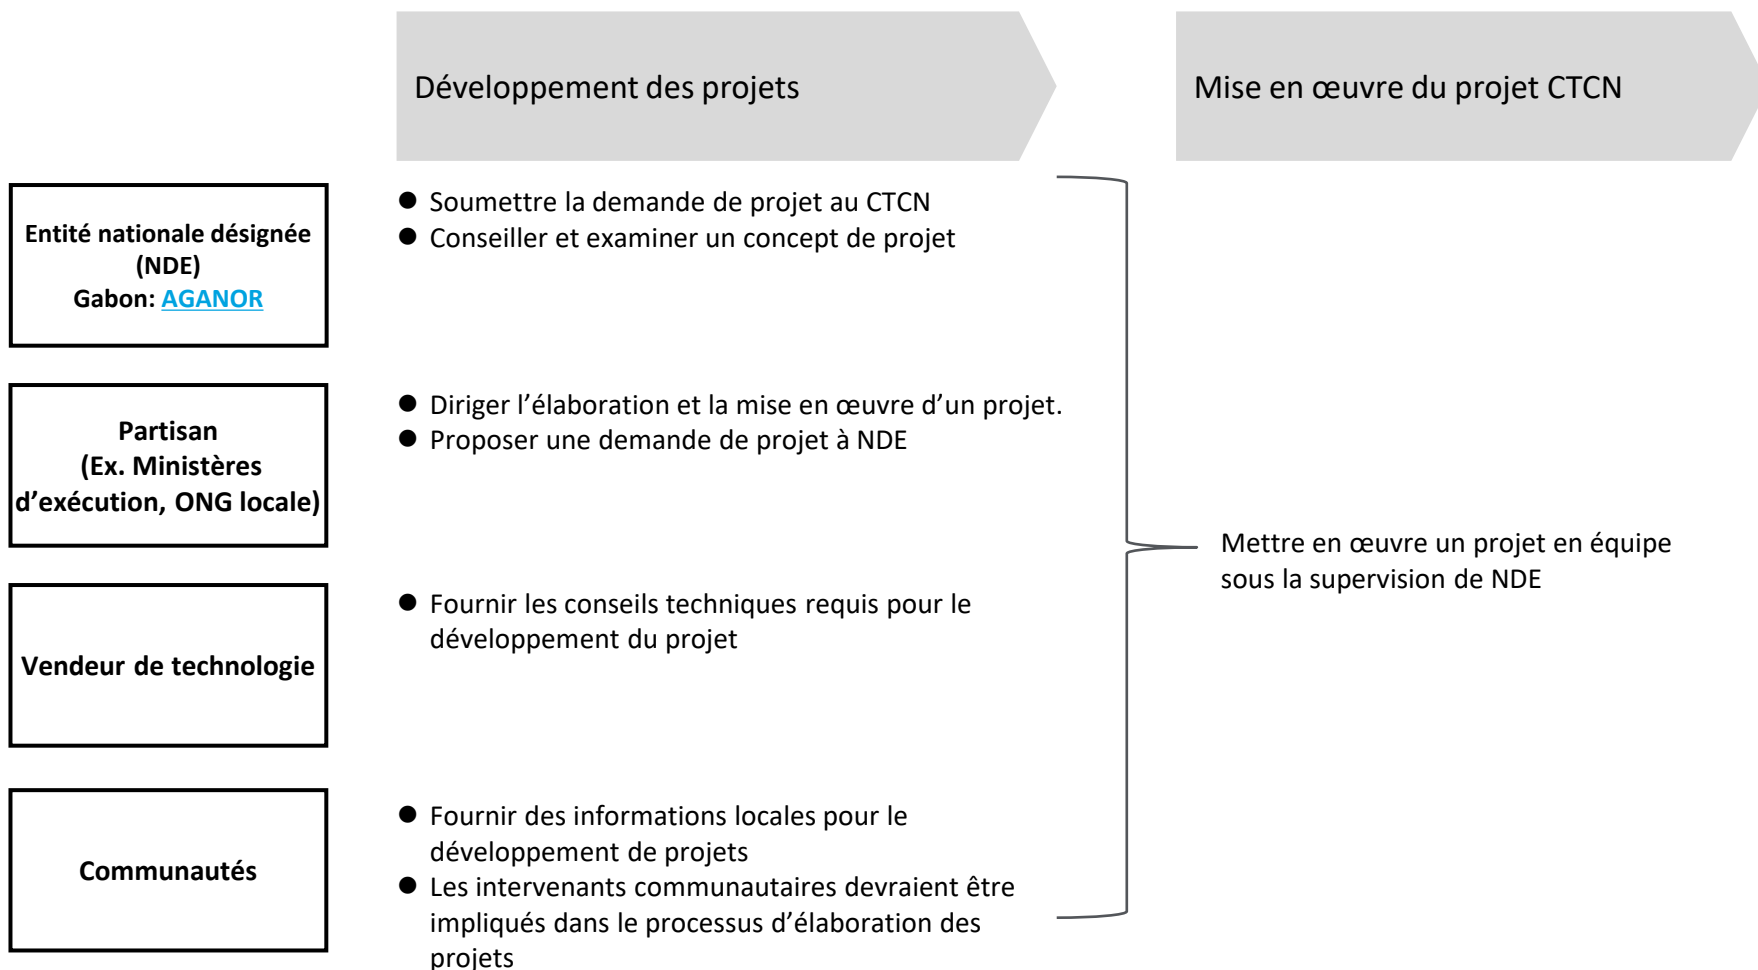 Développement des projets
Mise en œuvre du projet CTCN
Entité nationale désignée
(NDE)
Gabon: AGANOR
● Soumettre la demande de projet au CTCN
● Conseiller et examiner un concept de projet
Partisan
(Ex. Ministères
d’exécution, ONG locale)
● Diriger l’élaboration et la mise en œuvre d’un projet.
● Proposer une demande de projet à NDE
Mettre en œuvre un projet en équipe
sous la supervision de NDE
Vendeur de technologie
● Fournir les conseils techniques requis pour le
développement du projet
Communautés
● Fournir des informations locales pour le
développement de projets
● Les intervenants communautaires devraient être
impliqués dans le processus d’élaboration des
projets